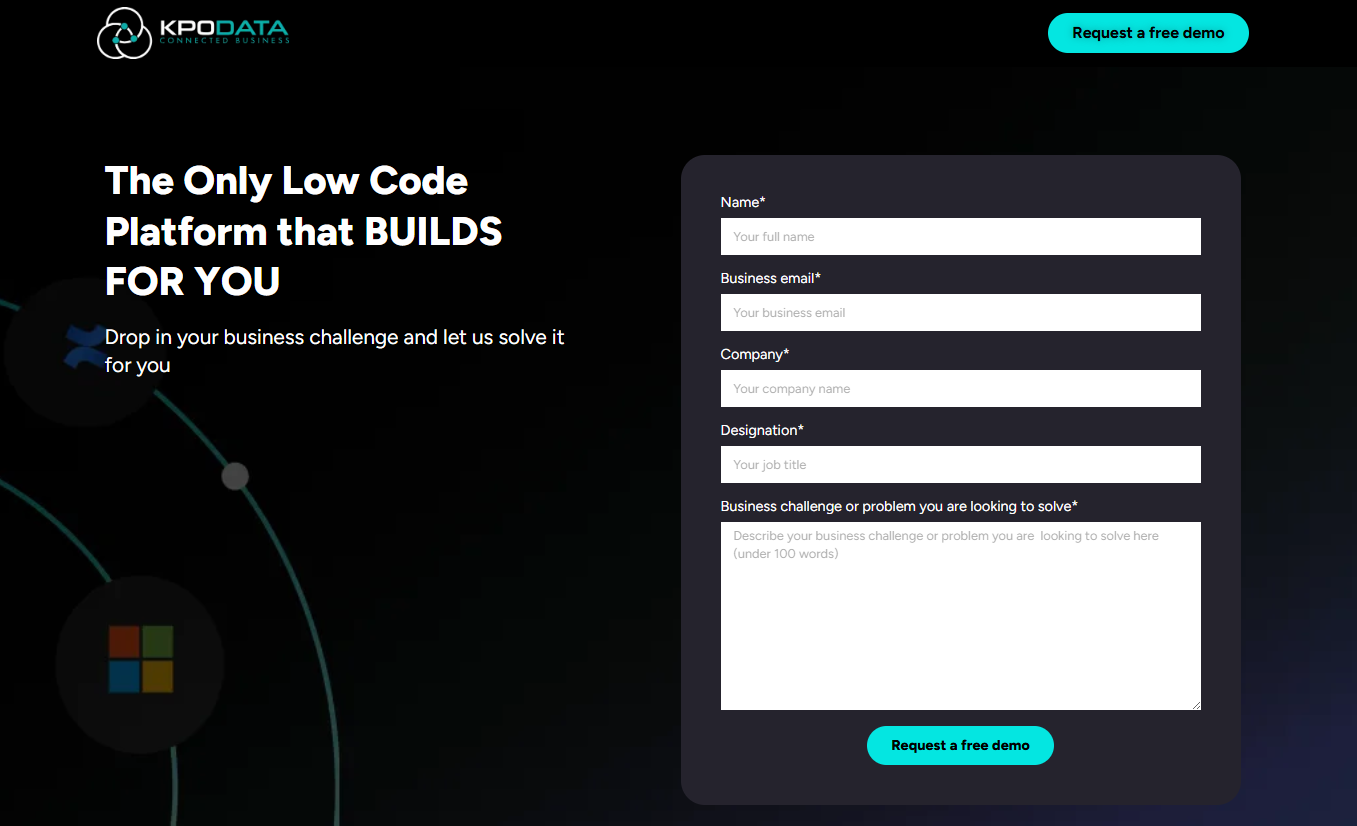 KPODATA
CONNECTED BUSINESS
Request a free demo
The Only Low Code
Platform that BUILDS
FOR YOU
Drop in your business challenge and let us solve it
for you
Name*
Your full name
Business email*
Your business email
Company*
Your company name
Designation*
Your job title
Business challenge or problem you are looking to solve*
Describe your business challenge or problem you are  looking to solve here
(under 100 words)
Request a free demo